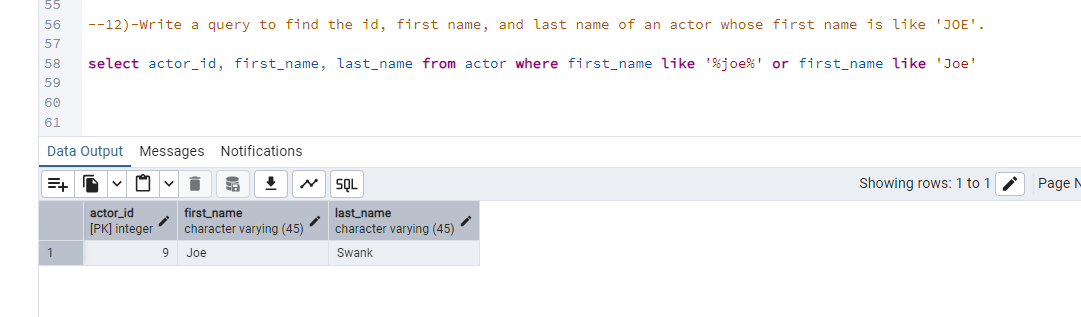 55
56 --12)-Write a query to find the id, first name, and last name of an actor whose first name is like 'JOE'.
57
58 select actor_id, first_name, last_name from actor where first_name like '%joe%' or first_name like 'Joe'
59
60
61
Data Output Messages Notifications
SQL Showing rows: 1 to 1 Page N
actor_id first_name last_name
[PK] integer character varying (45) character varying (45)
1 9 Joe Swank